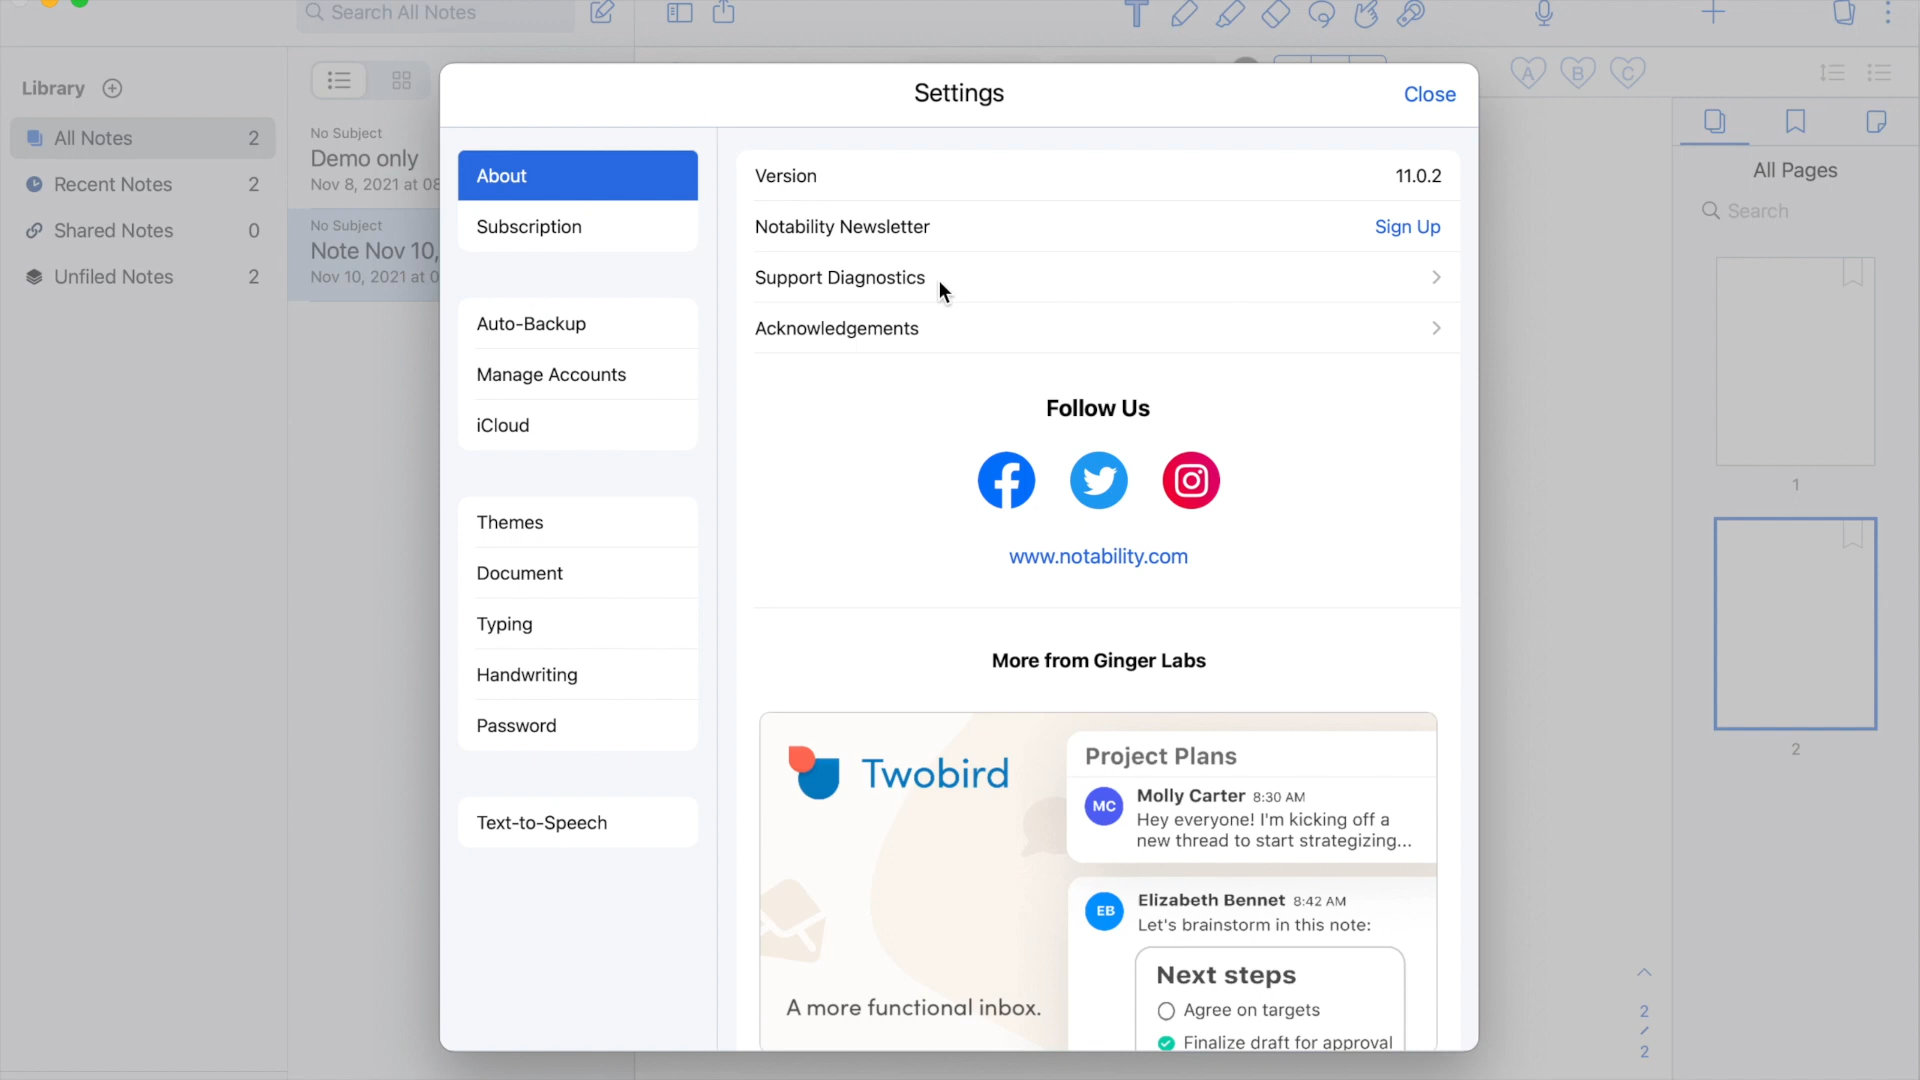 Search All Notes
Library
All Notes 2
Recent Notes 2
Shared Notes 0
Unfiled Notes 2
No Subject
Demo only
Nov 8, 2021 at
No Subject
Note Nov 10,
Nov 10, 2021 at
Settings
Close
About
Subscription
Auto-Backup
Manage Accounts
iCloud
Themes
Document
Typing
Handwriting
Password
Text-to-Speech
Version 11.0.2
Notability Newsletter Sign Up
Support Diagnostics
Acknowledgements
Follow Us
www.notability.com
More from Ginger Labs
Twobird
A more functional inbox.
Project Plans
MC
Molly Carter 8:30 AM
Hey everyone! I'm kicking off a
new thread to start strategizing...
EB
Elizabeth Bennet 8:42 AM
Let's brainstorm in this note:
Next steps
Agree on targets
Finalize draft for approval
A B C
All Pages
Search
1
2
2
2